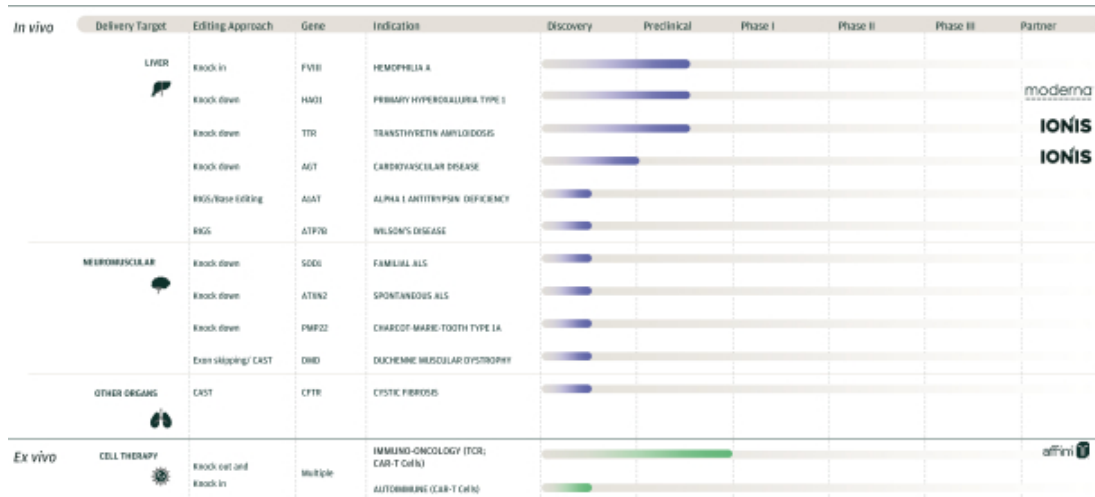 In vivo Delivery Target Editing Approach Gene Indication Discovery Preclinical Phase I Phase II Phase III Partner
LIVER
Knock in FVIII HEMOPHILIA A
Knock down HAO1 PRIMARY HYPEROXALURIA TYPE 1 moderna
Knock down TTR TRANSTHYRETIN AMYLOIDOSIS IONIS
Knock down AGT CARDIOVASCULAR DISEASE IONIS
RIGS/Base Editing A1AT ALPHA 1 ANTITRYPSIN DEFICIENCY
RIGS ATP7B WILSON'S DISEASE
NEUROMUSCULAR
Knock down SOD1 FAMILIAL ALS
Knock down ATXN2 SPONTANEOUS ALS
Knock down PMP22 CHARCOT-MARIE-TOOTH TYPE 1A
Exon skipping/ CAST DMD DUCHENNE MUSCULAR DYSTROPHY
OTHER ORGANS CAST CFTR CYSTIC FIBROSIS
Ex vivo CELL THERAPY
Knock out and
Knock in
Multiple
IMMUNO-ONCOLOGY (TCR;
CAR-T Cells)
affini
AUTOIMMUNE (CAR-T Cells)